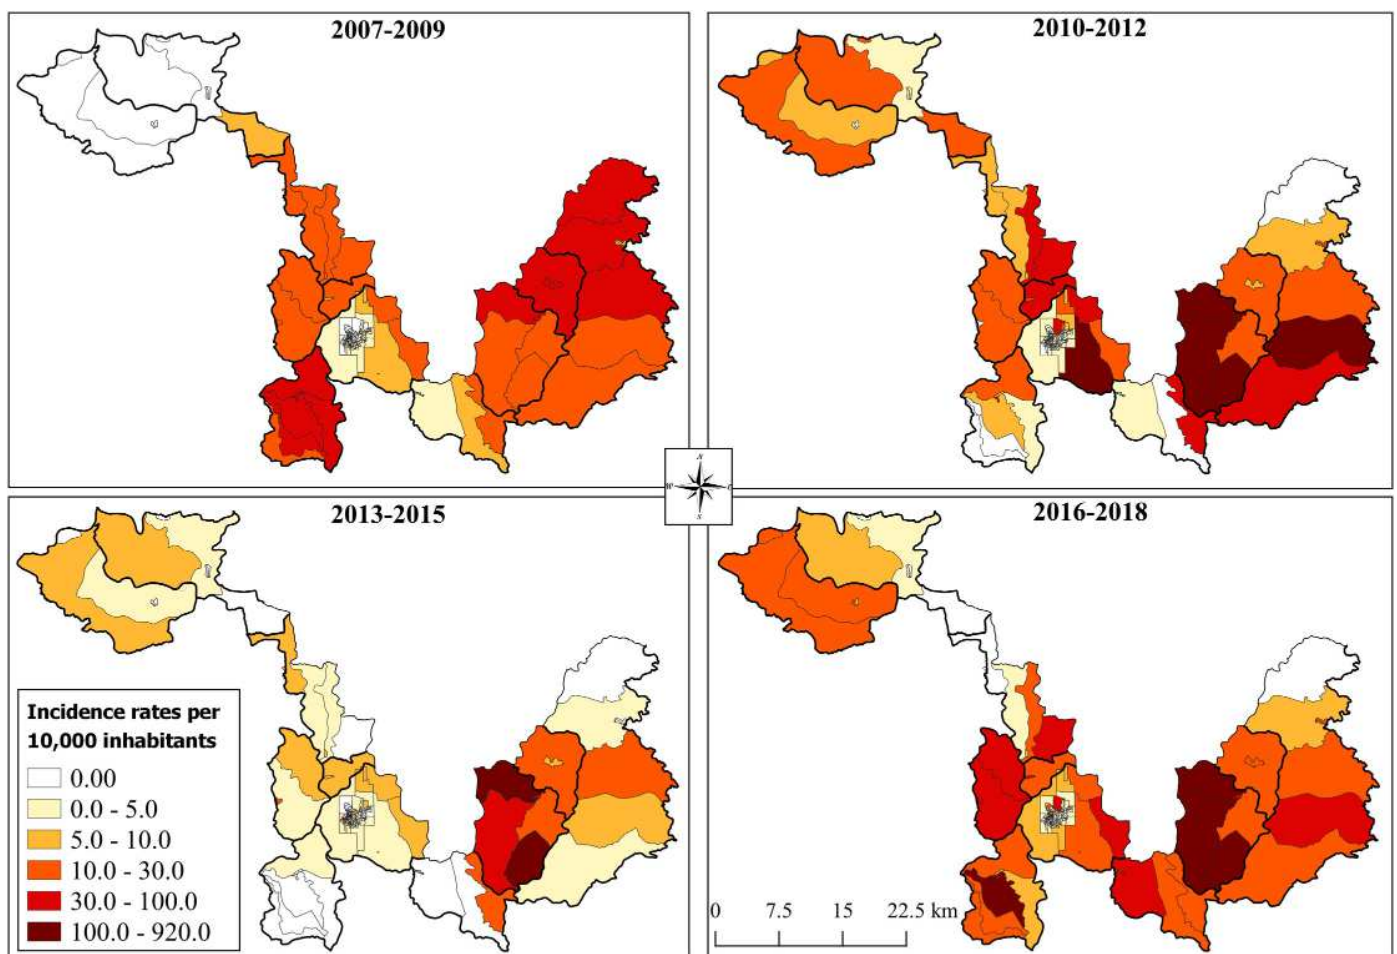 2007-2009
2010-2012
N
W
E
S
2013-2015
2016-2018
Incidence rates per
10,000 inhabitants
0.00
0.0 - 5.0
5.0 - 10.0
10.0 - 30.0
30.0 - 100.0
100.0 - 920.0
0 7.5 15 22.5 km